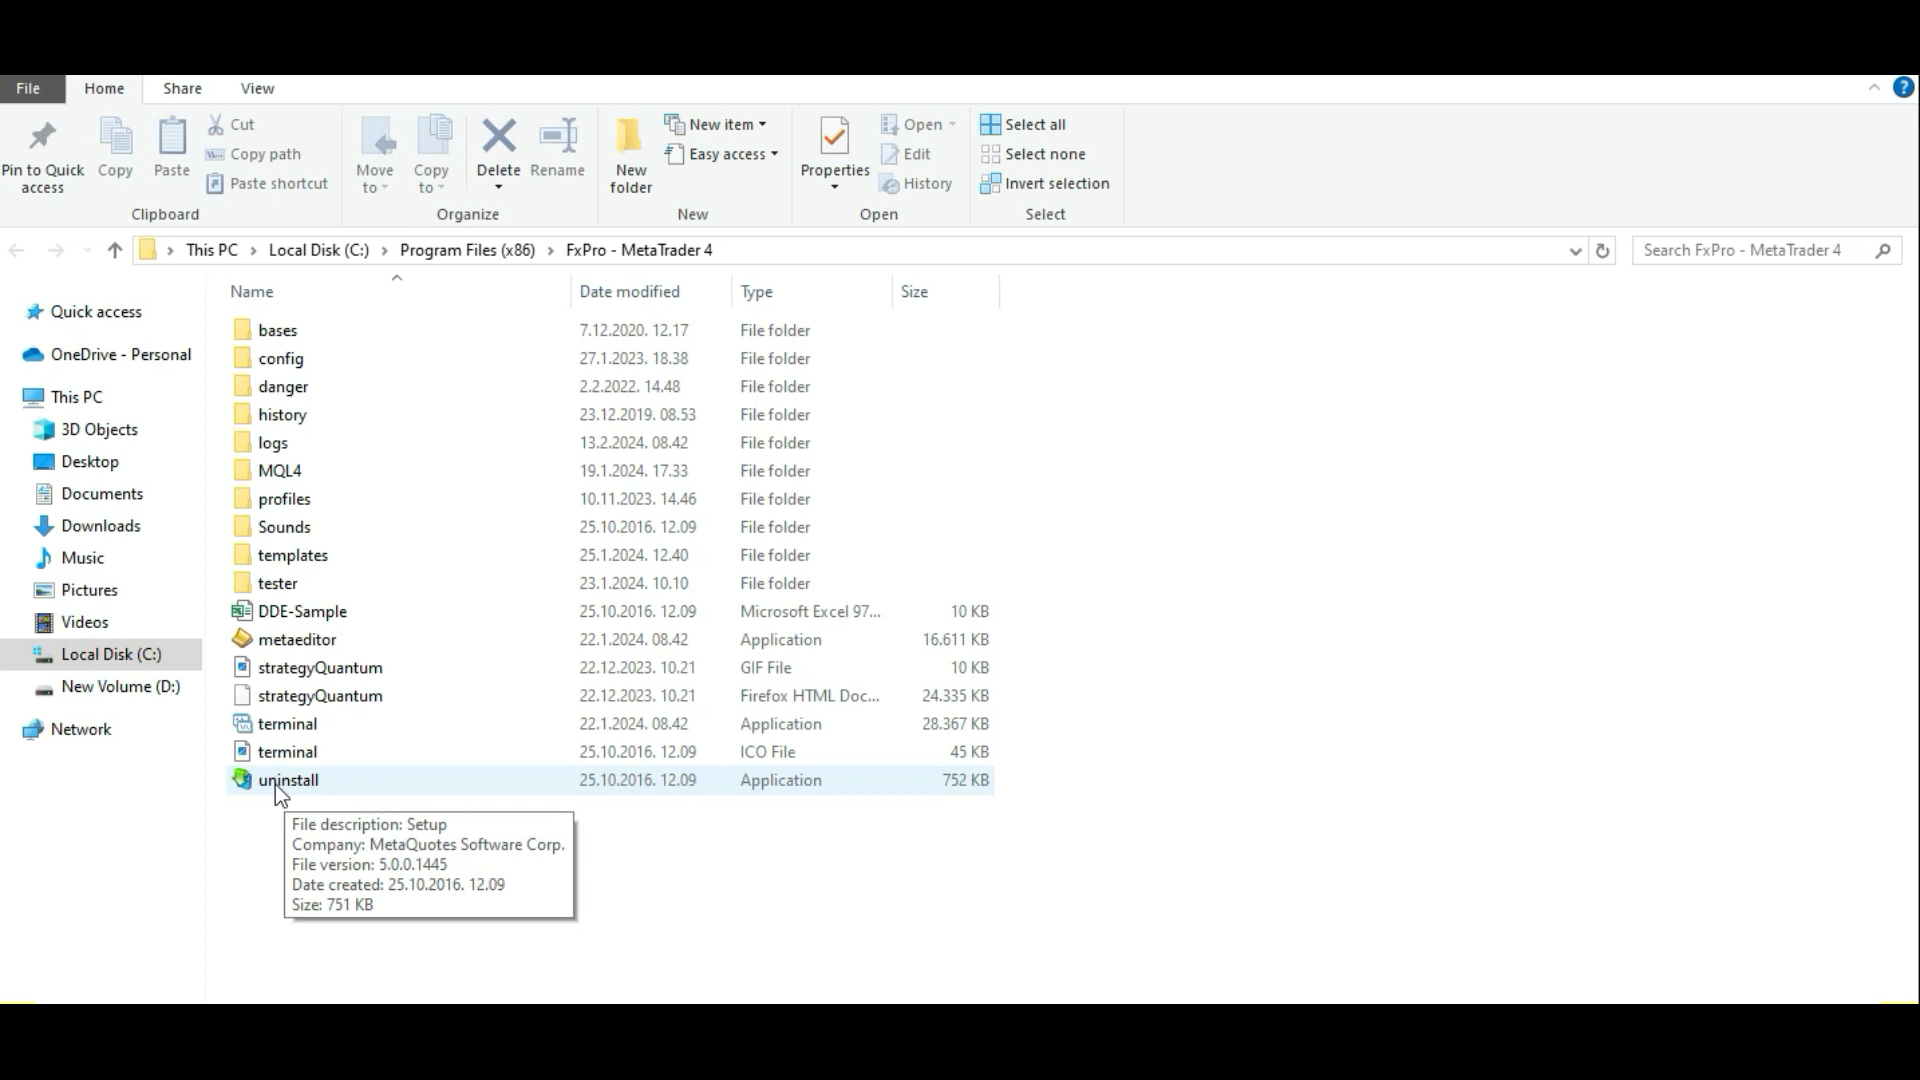 File Home Share View
Pin to Quick access
Copy
Paste
Cut
Copy path
Paste shortcut
Clipboard
Move to
Copy to
Delete
Rename
Organize
New folder
New item
Easy access
New
Properties
Open
Edit
History
Open
Select all
Select none
Invert selection
Select
This PC > Local Disk (C:) > Program Files (x86) > FxPro - MetaTrader 4
Search FxPro - MetaTrader 4
Quick access
OneDrive - Personal
This PC
3D Objects
Desktop
Documents
Downloads
Music
Pictures
Videos
Local Disk (C:)
New Volume (D:)
Network
Name Date modified Type Size
bases 7.12.2020. 12.17 File folder
config 27.1.2023. 18.38 File folder
danger 2.2.2022. 14.48 File folder
history 23.12.2019. 08.53 File folder
logs 13.2.2024. 08.42 File folder
MQL4 19.1.2024. 17.33 File folder
profiles 10.11.2023. 14.46 File folder
Sounds 25.10.2016. 12.09 File folder
templates 25.1.2024. 12.40 File folder
tester 23.1.2024. 10.10 File folder
DDE-Sample 25.10.2016. 12.09 Microsoft Excel 97... 10 KB
metaeditor 22.1.2024. 08.42 Application 16.611 KB
strategyQuantum 22.12.2023. 10.21 GIF File 10 KB
strategyQuantum 22.12.2023. 10.21 Firefox HTML Doc... 24.335 KB
terminal 22.1.2024. 08.42 Application 28.367 KB
terminal 25.10.2016. 12.09 ICO File 45 KB
uninstall 25.10.2016. 12.09 Application 752 KB
File description: Setup
Company: MetaQuotes Software Corp.
File version: 5.0.0.1445
Date created: 25.10.2016. 12.09
Size: 751 KB